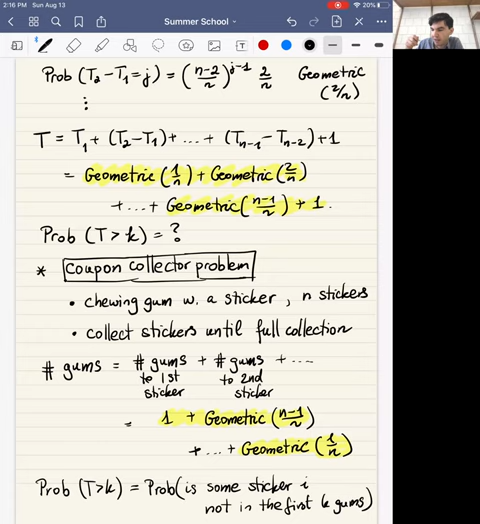 2:16 PM Sun Aug 13
20%
Summer School
Prob (T₂-T₁=j) = (n-2/n)^(j-1) 2/n Geometric
(2/n)
⋮
T = T₁ + (T₂-T₁) + ... + (Tₙ₋₁-Tₙ₋₂) + 1
= Geometric (1/n) + Geometric (2/n)
+ ... + Geometric (n-1/n) + 1.
Prob (T > k) = ?
* Coupon collector problem
• chewing gum w. a sticker, n stickers
• collect stickers until full collection
# gums = # gums + # gums + ...
to 1st to 2nd
sticker sticker
= 1 + Geometric (n-1/n)
+ ... + Geometric (1/n)
Prob (T>k) = Prob (is some sticker i
not in the first k gums)